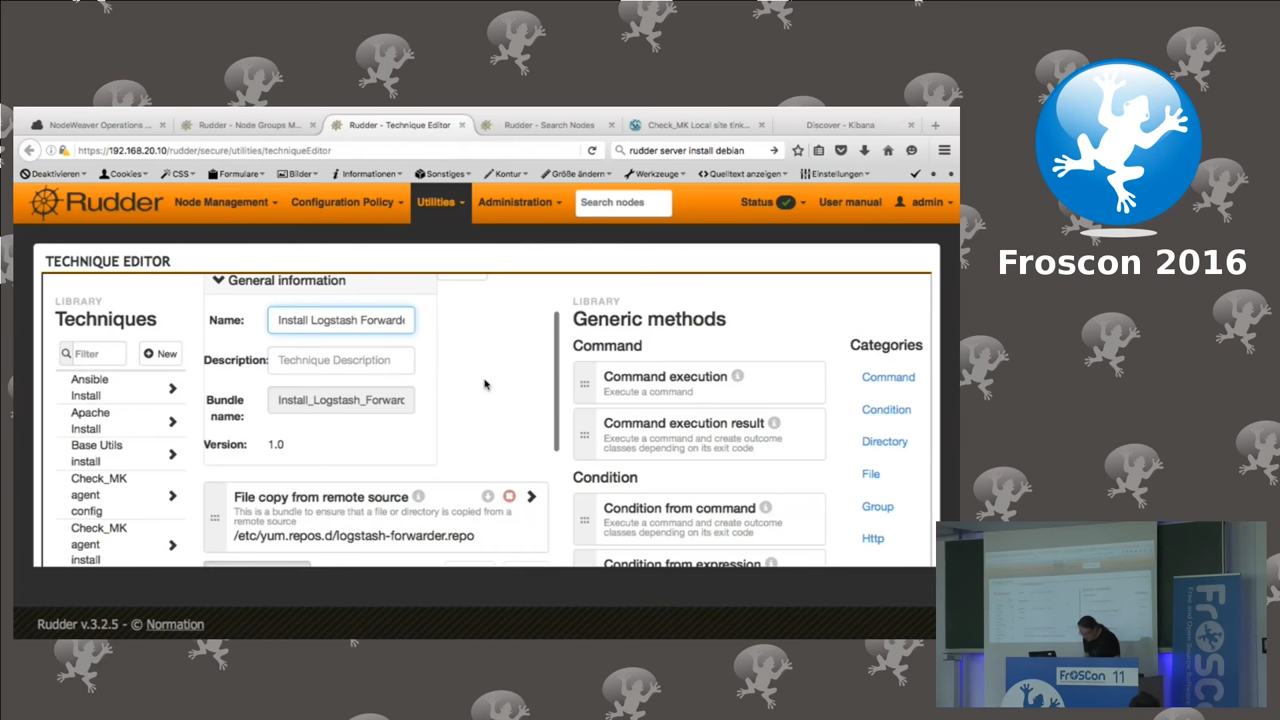 NodeWeaver Operations ...
Rudder - Node Groups M...
Rudder - Technique Editor
Rudder - Search Nodes
Check_MK Local site tink...
Discover - Kibana
https://192.168.20.10/rudder/secure/utilities/techniqueEditor
rudder server install debian
Deaktivieren
Cookies
CSS
Formulare
Bilder
Informationen
Sonstiges
Kontur
Größe ändern
Werkzeuge
Quelltext anzeigen
Einstellungen
Rudder
Node Management
Configuration Policy
Utilities
Administration
Search nodes
Status
User manual
admin
TECHNIQUE EDITOR
LIBRARY
Techniques
Filter
New
Ansible
Install
Apache
Install
Base Utils
install
Check_MK
agent
config
Check_MK
agent
install
General information
Name:
Install Logstash Forwarde
Description:
Technique Description
Bundle
name:
Install_Logstash_Forwarc
Version:
1.0
File copy from remote source
This is a bundle to ensure that a file or directory is copied from a
remote source
/etc/yum.repos.d/logstash-forwarder.repo
LIBRARY
Generic methods
Command
Command execution
Execute a command
Command execution result
Execute a command and create outcome
classes depending on its exit code
Condition
Condition from command
Execute a command and create outcome
classes depending on its exit code
Condition from expression
Categories
Command
Condition
Directory
File
Group
Http
Rudder v.3.2.5 - © Normation
Froscon 2016
FrOSCon 11
FrOSC